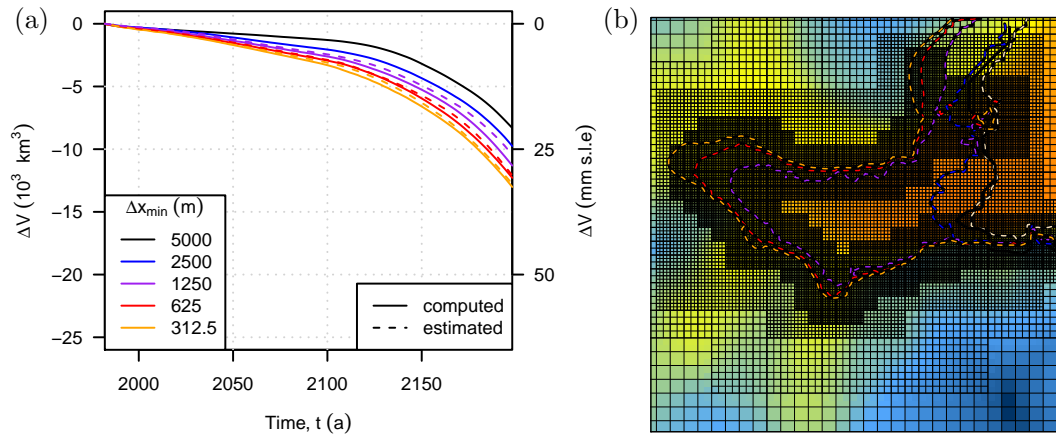 (a)
0
−5
−10
−15
−20
−25
ΔV (10³ km³)
Δxmin (m)
5000
2500
1250
625
312.5
computed
estimated
2000
2050
2100
2150
Time, t (a)
0
25
50
ΔV (mm s.l.e)
(b)